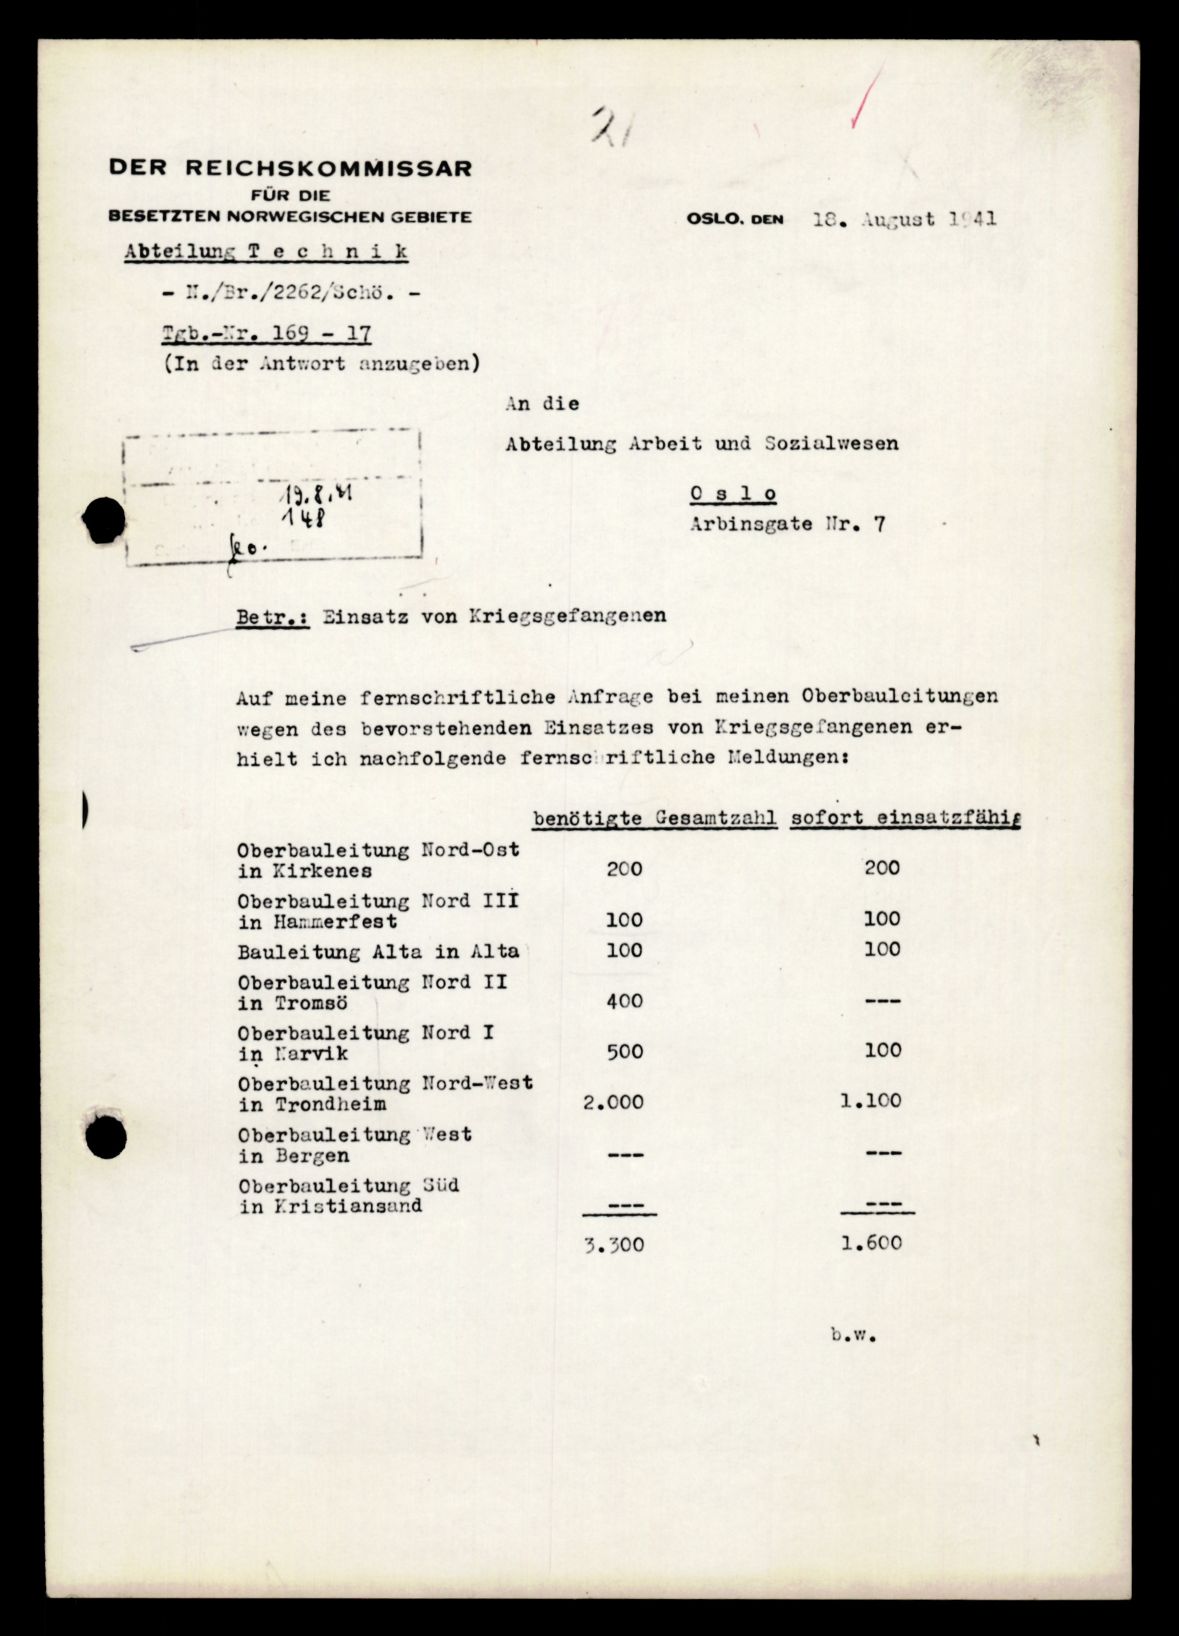 21
DER REICHSKOMMISSAR
FÜR DIE
BESETZTEN NORWEGISCHEN GEBIETE
OSLO, DEN 18. August 1941
Abteilung T e c h n i k
- N./Br./2262/Schö. -
Tgb.-Nr. 169 - 17
(In der Antwort anzugeben)
An die
Abteilung Arbeit und Sozialwesen
O s l o
Arbinsgate Nr. 7
19.8.41
148
Betr.: Einsatz von Kriegsgefangenen
Auf meine fernschriftliche Anfrage bei meinen Oberbauleitungen
wegen des bevorstehenden Einsatzes von Kriegsgefangenen er-
hielt ich nachfolgende fernschriftliche Meldungen:
benötigte Gesamtzahl sofort einsatzfähig
Oberbauleitung Nord-Ost
in Kirkenes 200 200
Oberbauleitung Nord III
in Hammerfest 100 100
Bauleitung Alta in Alta 100 100
Oberbauleitung Nord II
in Tromsö 400 ---
Oberbauleitung Nord I
in Narvik 500 100
Oberbauleitung Nord-West
in Trondheim 2.000 1.100
Oberbauleitung West
in Bergen --- ---
Oberbauleitung Süd
in Kristiansand --- ---
3.300 1.600
b.w.